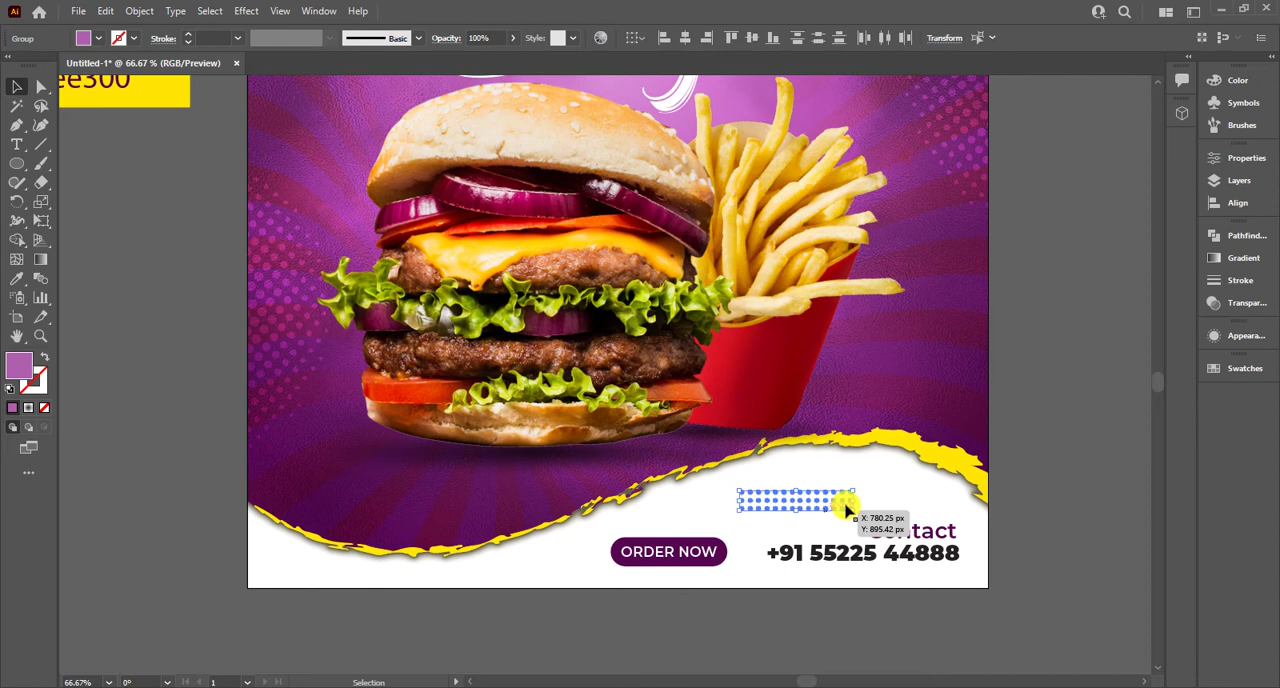 Ai
File Edit Object Type Select Effect View Window Help
Group
Stroke:
Basic
Opacity: 100%
Style:
Transform
Untitled-1* @ 66.67 % (RGB/Preview)
ee300
Color
Symbols
Brushes
Properties
Layers
Align
Pathfind...
Gradient
Stroke
Transpar...
Appeara...
Swatches
X: 780.25 px
Y: 895.42 px
Contact
ORDER NOW
+91 55225 44888
66.67%
0°
1
Selection